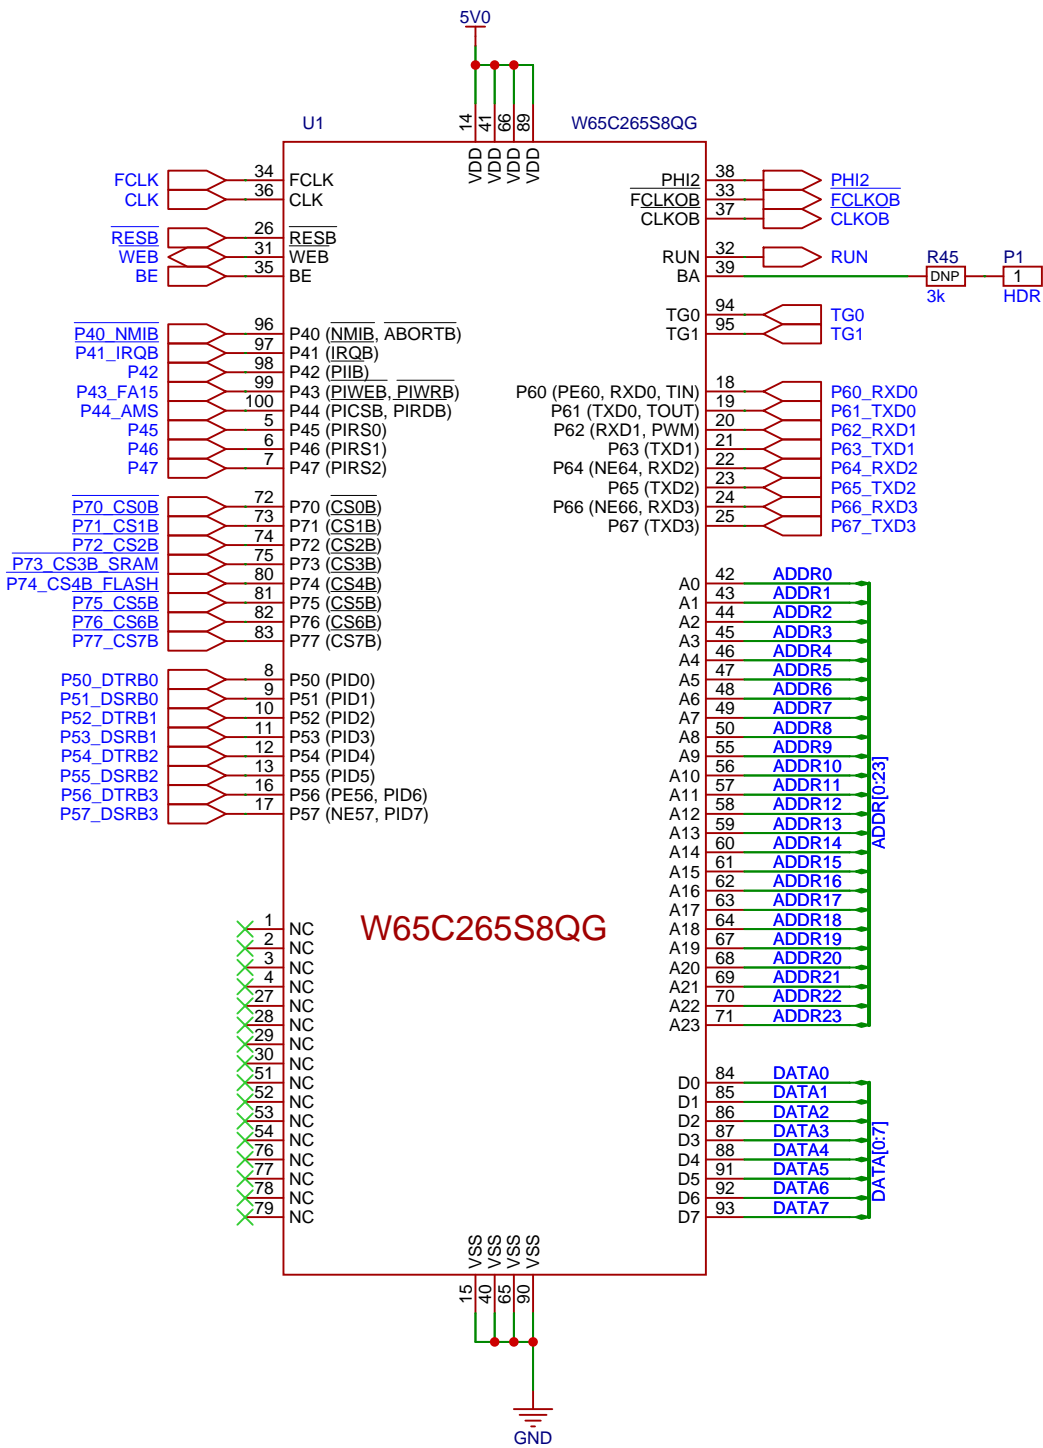 5V0
U1
W65C265S8QG
14 41 66 89
VDD VDD VDD VDD
FCLK 34 FCLK
CLK 36 CLK
RESB 26 RESB
WEB 31 WEB
BE 35 BE
P40_NMIB 96 P40 (NMIB, ABORTB)
P41_IRQB 97 P41 (IRQB)
P42 98 P42 (PIIB)
P43_FA15 99 P43 (PIWEB, PIWRB)
P44_AMS 100 P44 (PICSB, PIRDB)
P45 5 P45 (PIRS0)
P46 6 P46 (PIRS1)
P47 7 P47 (PIRS2)
P70_CS0B 72 P70 (CS0B)
P71_CS1B 73 P71 (CS1B)
P72_CS2B 74 P72 (CS2B)
P73_CS3B_SRAM 75 P73 (CS3B)
P74_CS4B_FLASH 80 P74 (CS4B)
P75_CS5B 81 P75 (CS5B)
P76_CS6B 82 P76 (CS6B)
P77_CS7B 83 P77 (CS7B)
P50_DTRB0 8 P50 (PID0)
P51_DSRB0 9 P51 (PID1)
P52_DTRB1 10 P52 (PID2)
P53_DSRB1 11 P53 (PID3)
P54_DTRB2 12 P54 (PID4)
P55_DSRB2 13 P55 (PID5)
P56_DTRB3 16 P56 (PE56, PID6)
P57_DSRB3 17 P57 (NE57, PID7)
1 NC
2 NC
3 NC
4 NC
27 NC
28 NC
29 NC
30 NC
51 NC
52 NC
53 NC
54 NC
76 NC
77 NC
78 NC
79 NC
W65C265S8QG
PHI2 38 PHI2
FCLKOB 33 FCLKOB
CLKOB 37 CLKOB
RUN 32 RUN
BA 39
R45
DNP
3k
P1
1
HDR
TG0 94 TG0
TG1 95 TG1
P60 (PE60, RXD0, TIN) 18 P60_RXD0
P61 (TXD0, TOUT) 19 P61_TXD0
P62 (RXD1, PWM) 20 P62_RXD1
P63 (TXD1) 21 P63_TXD1
P64 (NE64, RXD2) 22 P64_RXD2
P65 (TXD2) 23 P65_TXD2
P66 (NE66, RXD3) 24 P66_RXD3
P67 (TXD3) 25 P67_TXD3
A0 42 ADDR0
A1 43 ADDR1
A2 44 ADDR2
A3 45 ADDR3
A4 46 ADDR4
A5 47 ADDR5
A6 48 ADDR6
A7 49 ADDR7
A8 50 ADDR8
A9 55 ADDR9
A10 56 ADDR10
A11 57 ADDR11
A12 58 ADDR12
A13 59 ADDR13
A14 60 ADDR14
A15 61 ADDR15
A16 62 ADDR16
A17 63 ADDR17
A18 64 ADDR18
A19 67 ADDR19
A20 68 ADDR20
A21 69 ADDR21
A22 70 ADDR22
A23 71 ADDR23
ADDR[0:23]
D0 84 DATA0
D1 85 DATA1
D2 86 DATA2
D3 87 DATA3
D4 88 DATA4
D5 91 DATA5
D6 92 DATA6
D7 93 DATA7
DATA[0:7]
VSS VSS VSS VSS
15 40 65 90
GND